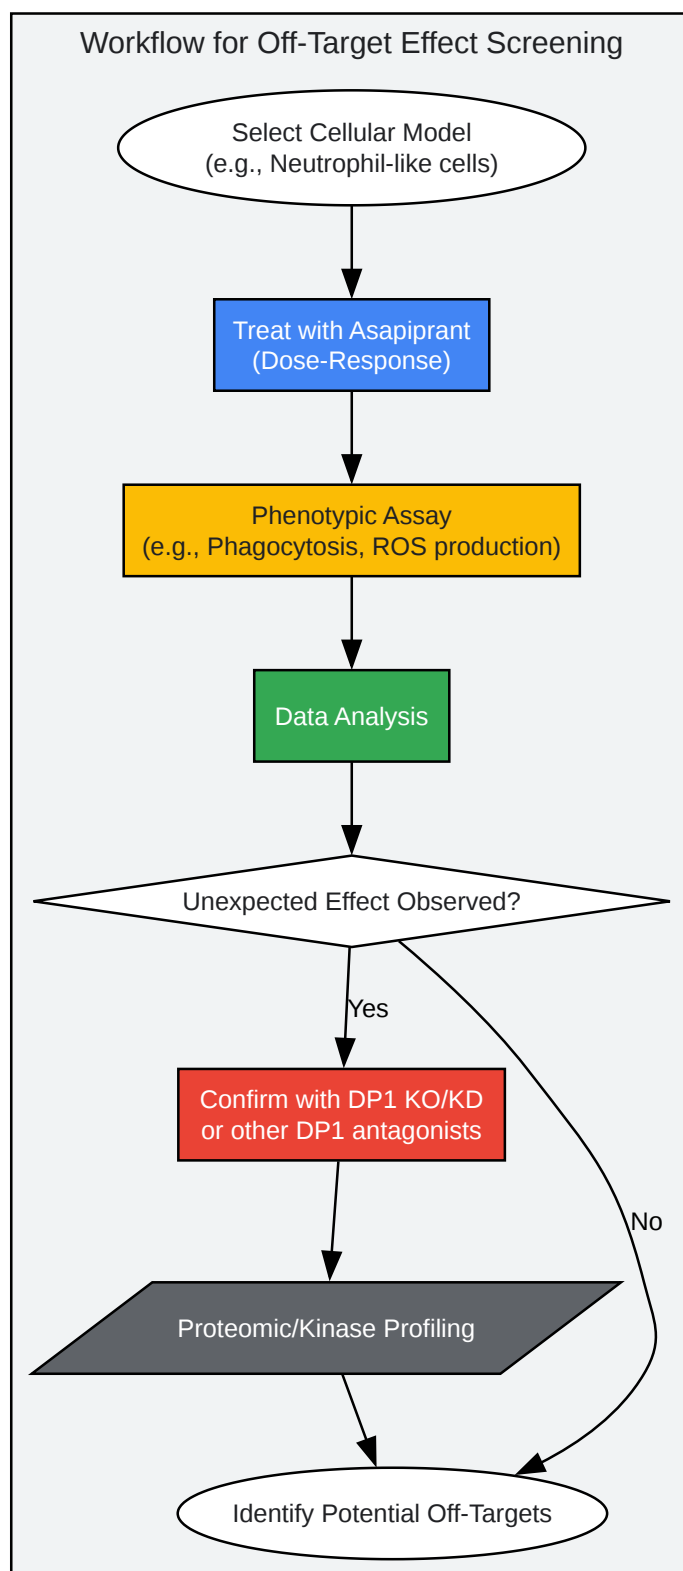 Workflow for Off-Target Effect Screening
Select Cellular Model
(e.g., Neutrophil-like cells)
Treat with Asapiprant
(Dose-Response)
Phenotypic Assay
(e.g., Phagocytosis, ROS production)
Data Analysis
Unexpected Effect Observed?
Yes
Confirm with DP1 KO/KD
or other DP1 antagonists
No
Proteomic/Kinase Profiling
Identify Potential Off-Targets